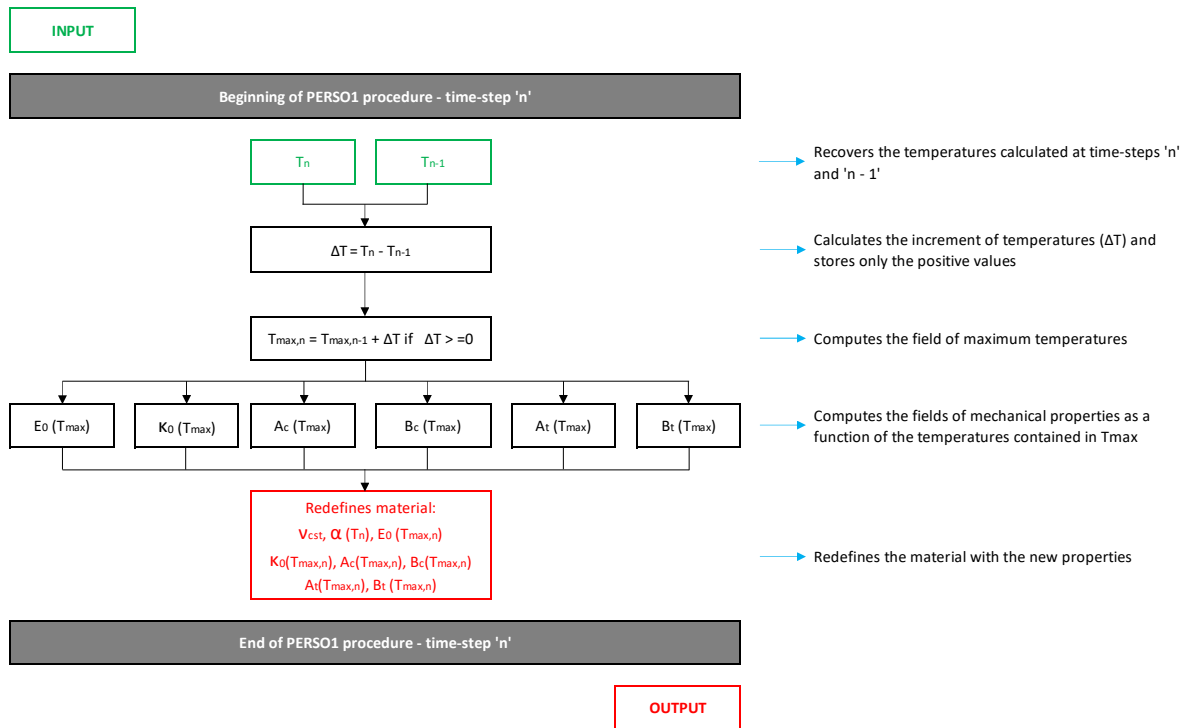 INPUT
Beginning of PERSO1 procedure - time-step 'n'
Tn
Tn-1
Recovers the temperatures calculated at time-steps 'n'
and 'n - 1'
ΔT = Tn - Tn-1
Calculates the increment of temperatures (ΔT) and
stores only the positive values
Tmax,n = Tmax,n-1 + ΔT if ΔT > =0
Computes the field of maximum temperatures
E0 (Tmax)
K0 (Tmax)
Ac (Tmax)
Bc (Tmax)
At (Tmax)
Bt (Tmax)
Computes the fields of mechanical properties as a
function of the temperatures contained in Tmax
Redefines material:
νcst, α (Tn), E0 (Tmax,n)
K0(Tmax,n), Ac(Tmax,n), Bc(Tmax,n)
At(Tmax,n), Bt (Tmax,n)
Redefines the material with the new properties
End of PERSO1 procedure - time-step 'n'
OUTPUT